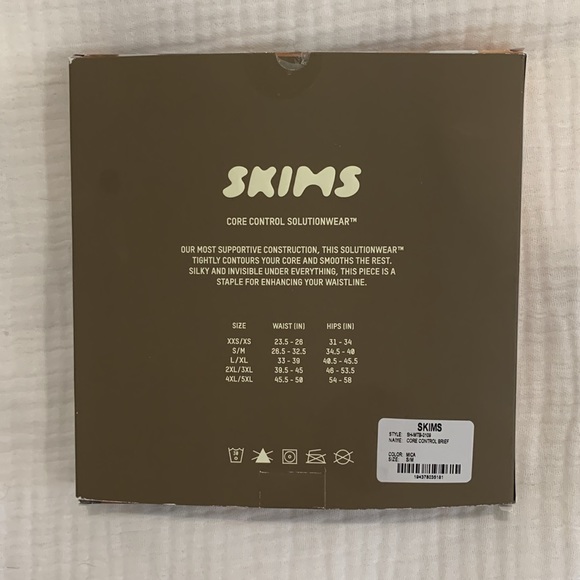 SKIMS
CORE CONTROL SOLUTIONWEAR™
OUR MOST SUPPORTIVE CONSTRUCTION, THIS SOLUTIONWEAR™
TIGHTLY CONTOURS YOUR CORE AND SMOOTHS THE REST.
SILKY AND INVISIBLE UNDER EVERYTHING, THIS PIECE IS A
STAPLE FOR ENHANCING YOUR WAISTLINE.
SIZE WAIST (IN) HIPS (IN)
XXS/XS 23.5 - 26 31 - 34
S/M 26.5 - 32.5 34.5 - 40
L/XL 33 - 39 40.5 - 45.5
2XL/3XL 39.5 - 45 46 - 53.5
4XL/5XL 45.5 - 50 54 - 58
SKIMS
STYLE: SH-MTB-2109
NAME: CORE CONTROL BRIEF
COLOR: MICA
SIZE: S/M